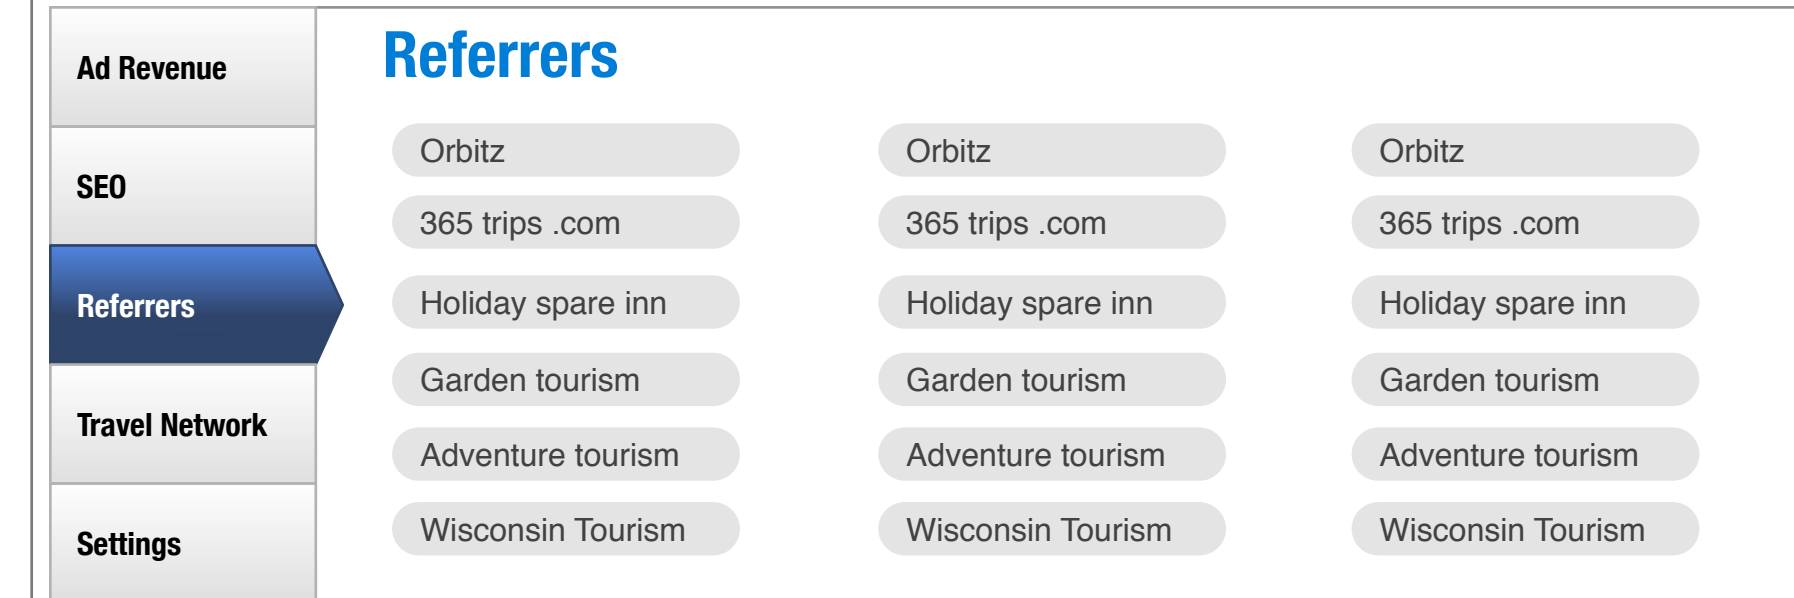 Ad Revenue
SEO
Referrers
Travel Network
Settings
Referrers
Orbitz
365 trips .com
Holiday spare inn
Garden tourism
Adventure tourism
Wisconsin Tourism
Orbitz
365 trips .com
Holiday spare inn
Garden tourism
Adventure tourism
Wisconsin Tourism
Orbitz
365 trips .com
Holiday spare inn
Garden tourism
Adventure tourism
Wisconsin Tourism